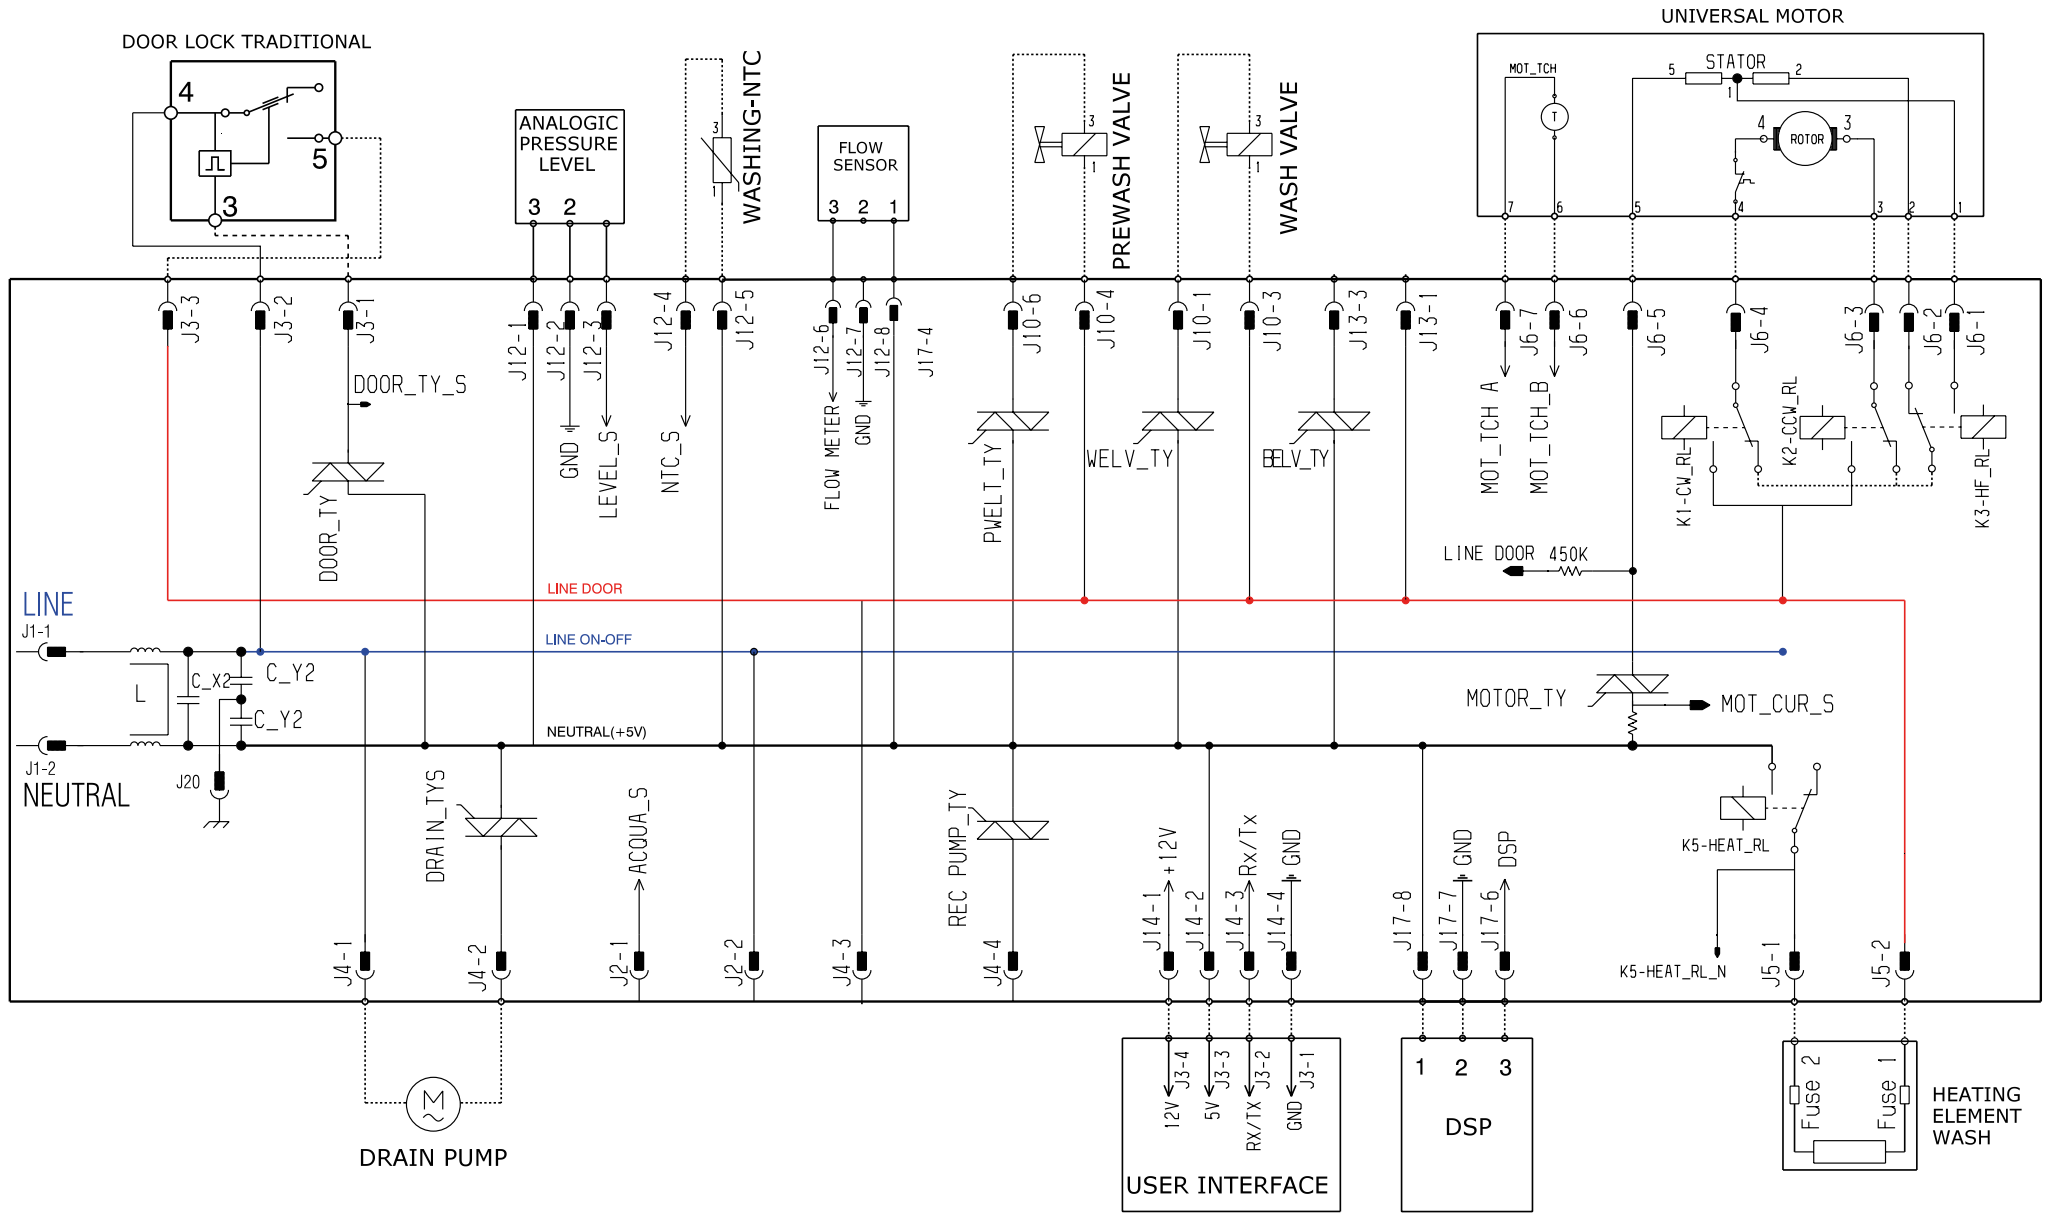 UNIVERSAL MOTOR
DOOR LOCK TRADITIONAL
4
5
3
ANALOGIC
PRESSURE
LEVEL
3 2
3
1
WASHING-NTC
FLOW
SENSOR
3 2 1
3
1
PREWASH VALVE
3
1
WASH VALVE
MOT_TCH
T
5 STATOR 2
1
4 ROTOR 3
7 6 5 4 3 2 1
J3-3
J3-2
J3-1
J12-1
J12-2
J12-3
J12-4
J12-5
J12-6
J12-7
J12-8
J17-4
J10-6
J10-4
J10-1
J10-3
J13-3
J13-1
J6-7
J6-6
J6-5
J6-4
J6-3
J6-2
J6-1
DOOR_TY_S
DOOR_TY
GND
LEVEL_S
NTC_S
FLOW METER
GND
PWELT_TY
WELV_TY
BELV_TY
MOT_TCH A
MOT_TCH_B
K1-CW_RL
K2-CCW_RL
K3-HF_RL
LINE DOOR 450K
LINE DOOR
LINE
J1-1
LINE ON-OFF
L
C_X2
C_Y2
C_Y2
MOTOR_TY
MOT_CUR_S
NEUTRAL(+5V)
J1-2
NEUTRAL
J20
DRAIN_TYS
ACQUA_S
REC PUMP_TY
+12V
Rx/Tx
GND
GND
DSP
K5-HEAT_RL
K5-HEAT_RL_N
J4-1
J4-2
J2-1
J2-2
J4-3
J4-4
J14-1
J14-2
J14-3
J14-4
J17-8
J17-7
J17-6
J5-1
J5-2
M
DRAIN PUMP
J3-4
J3-3
J3-2
J3-1
12V
5V
RX/TX
GND
USER INTERFACE
1 2 3
DSP
Fuse 2
Fuse 1
HEATING
ELEMENT
WASH